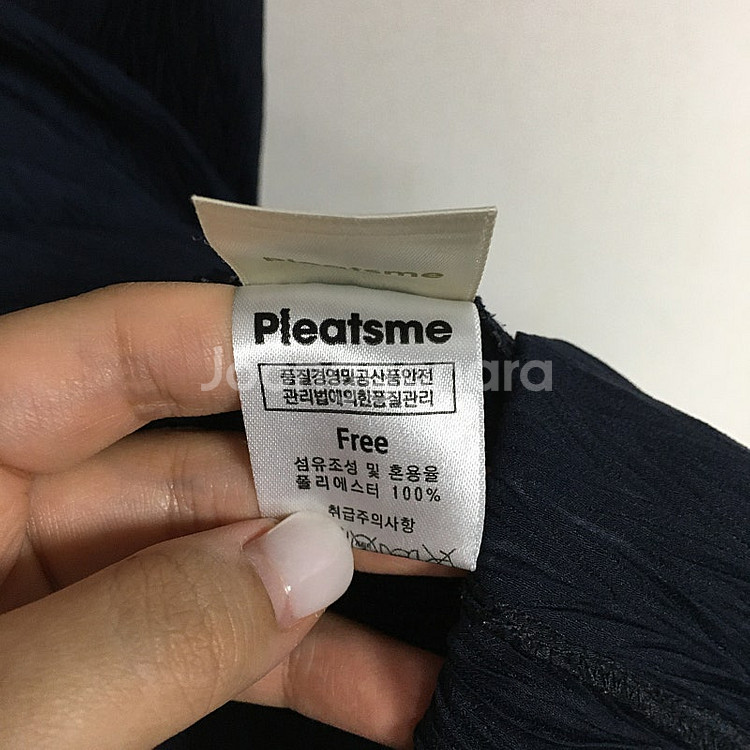 Pleatsme
Pleatsme
품질경영및공산품안전
관리법에의한품질관리
Free
섬유조성 및 혼용율
폴리에스터 100%
취급주의사항